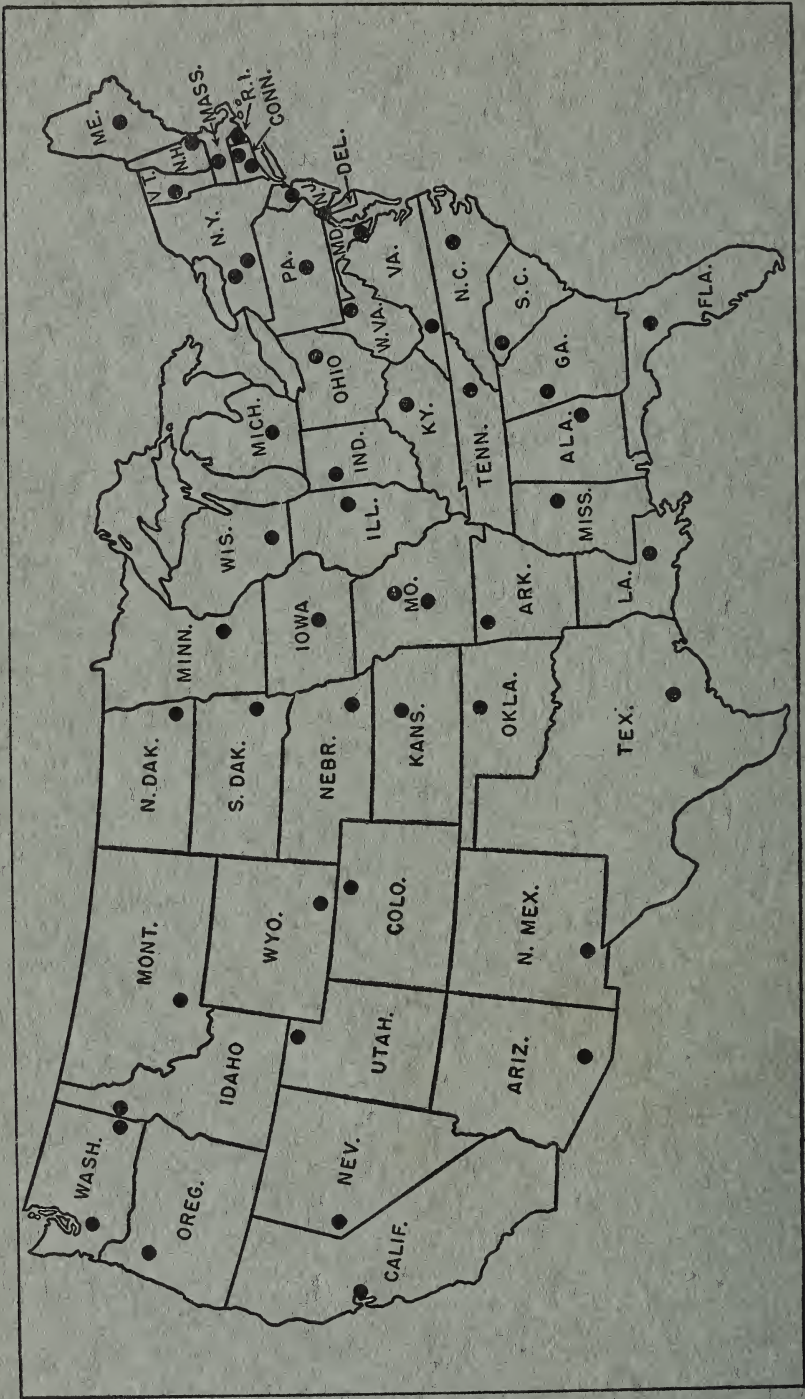 WASH.
OREG.
CALIF.
NEV.
IDAHO
MONT.
WYO.
UTAH.
ARIZ.
COLO.
N. MEX.
N. DAK.
S. DAK.
NEBR.
KANS.
OKLA.
TEX.
MINN.
IOWA
MO.
ARK.
LA.
WIS.
ILL.
MICH.
IND.
OHIO
KY.
TENN.
MISS.
ALA.
GA.
FLA.
S.C.
N.C.
VA.
W.VA.
MD.
DEL.
N.J.
PA.
N.Y.
VT.
N.H.
ME.
MASS.
R.I.
CONN.